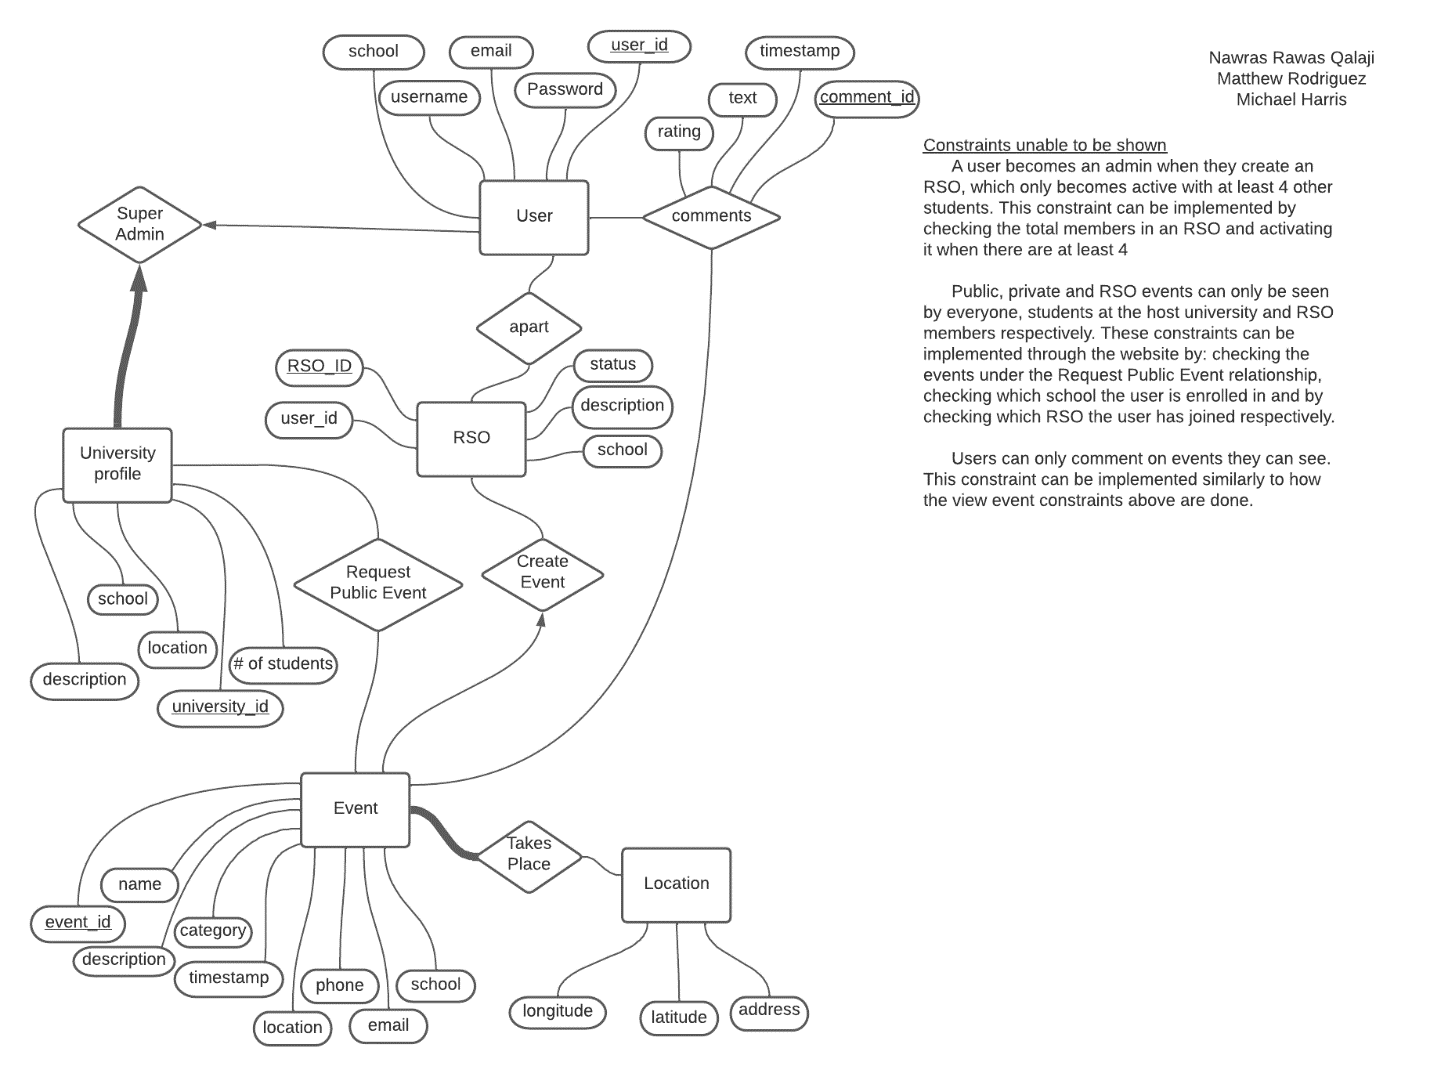 school
email
user_id
timestamp
username
Password
text
comment_id
rating
Nawras Rawas Qalaji
Matthew Rodriguez
Michael Harris
Constraints unable to be shown
A user becomes an admin when they create an
RSO, which only becomes active with at least 4 other
students. This constraint can be implemented by
checking the total members in an RSO and activating
it when there are at least 4
Public, private and RSO events can only be seen
by everyone, students at the host university and RSO
members respectively. These constraints can be
implemented through the website by: checking the
events under the Request Public Event relationship,
checking which school the user is enrolled in and by
checking which RSO the user has joined respectively.
Users can only comment on events they can see.
This constraint can be implemented similarly to how
the view event constraints above are done.
Super
Admin
User
comments
apart
RSO_ID
status
user_id
description
RSO
school
University
profile
Request
Public Event
Create
Event
school
location
# of students
description
university_id
Event
Takes
Place
Location
name
event_id
category
description
timestamp
phone
school
location
email
longitude
latitude
address